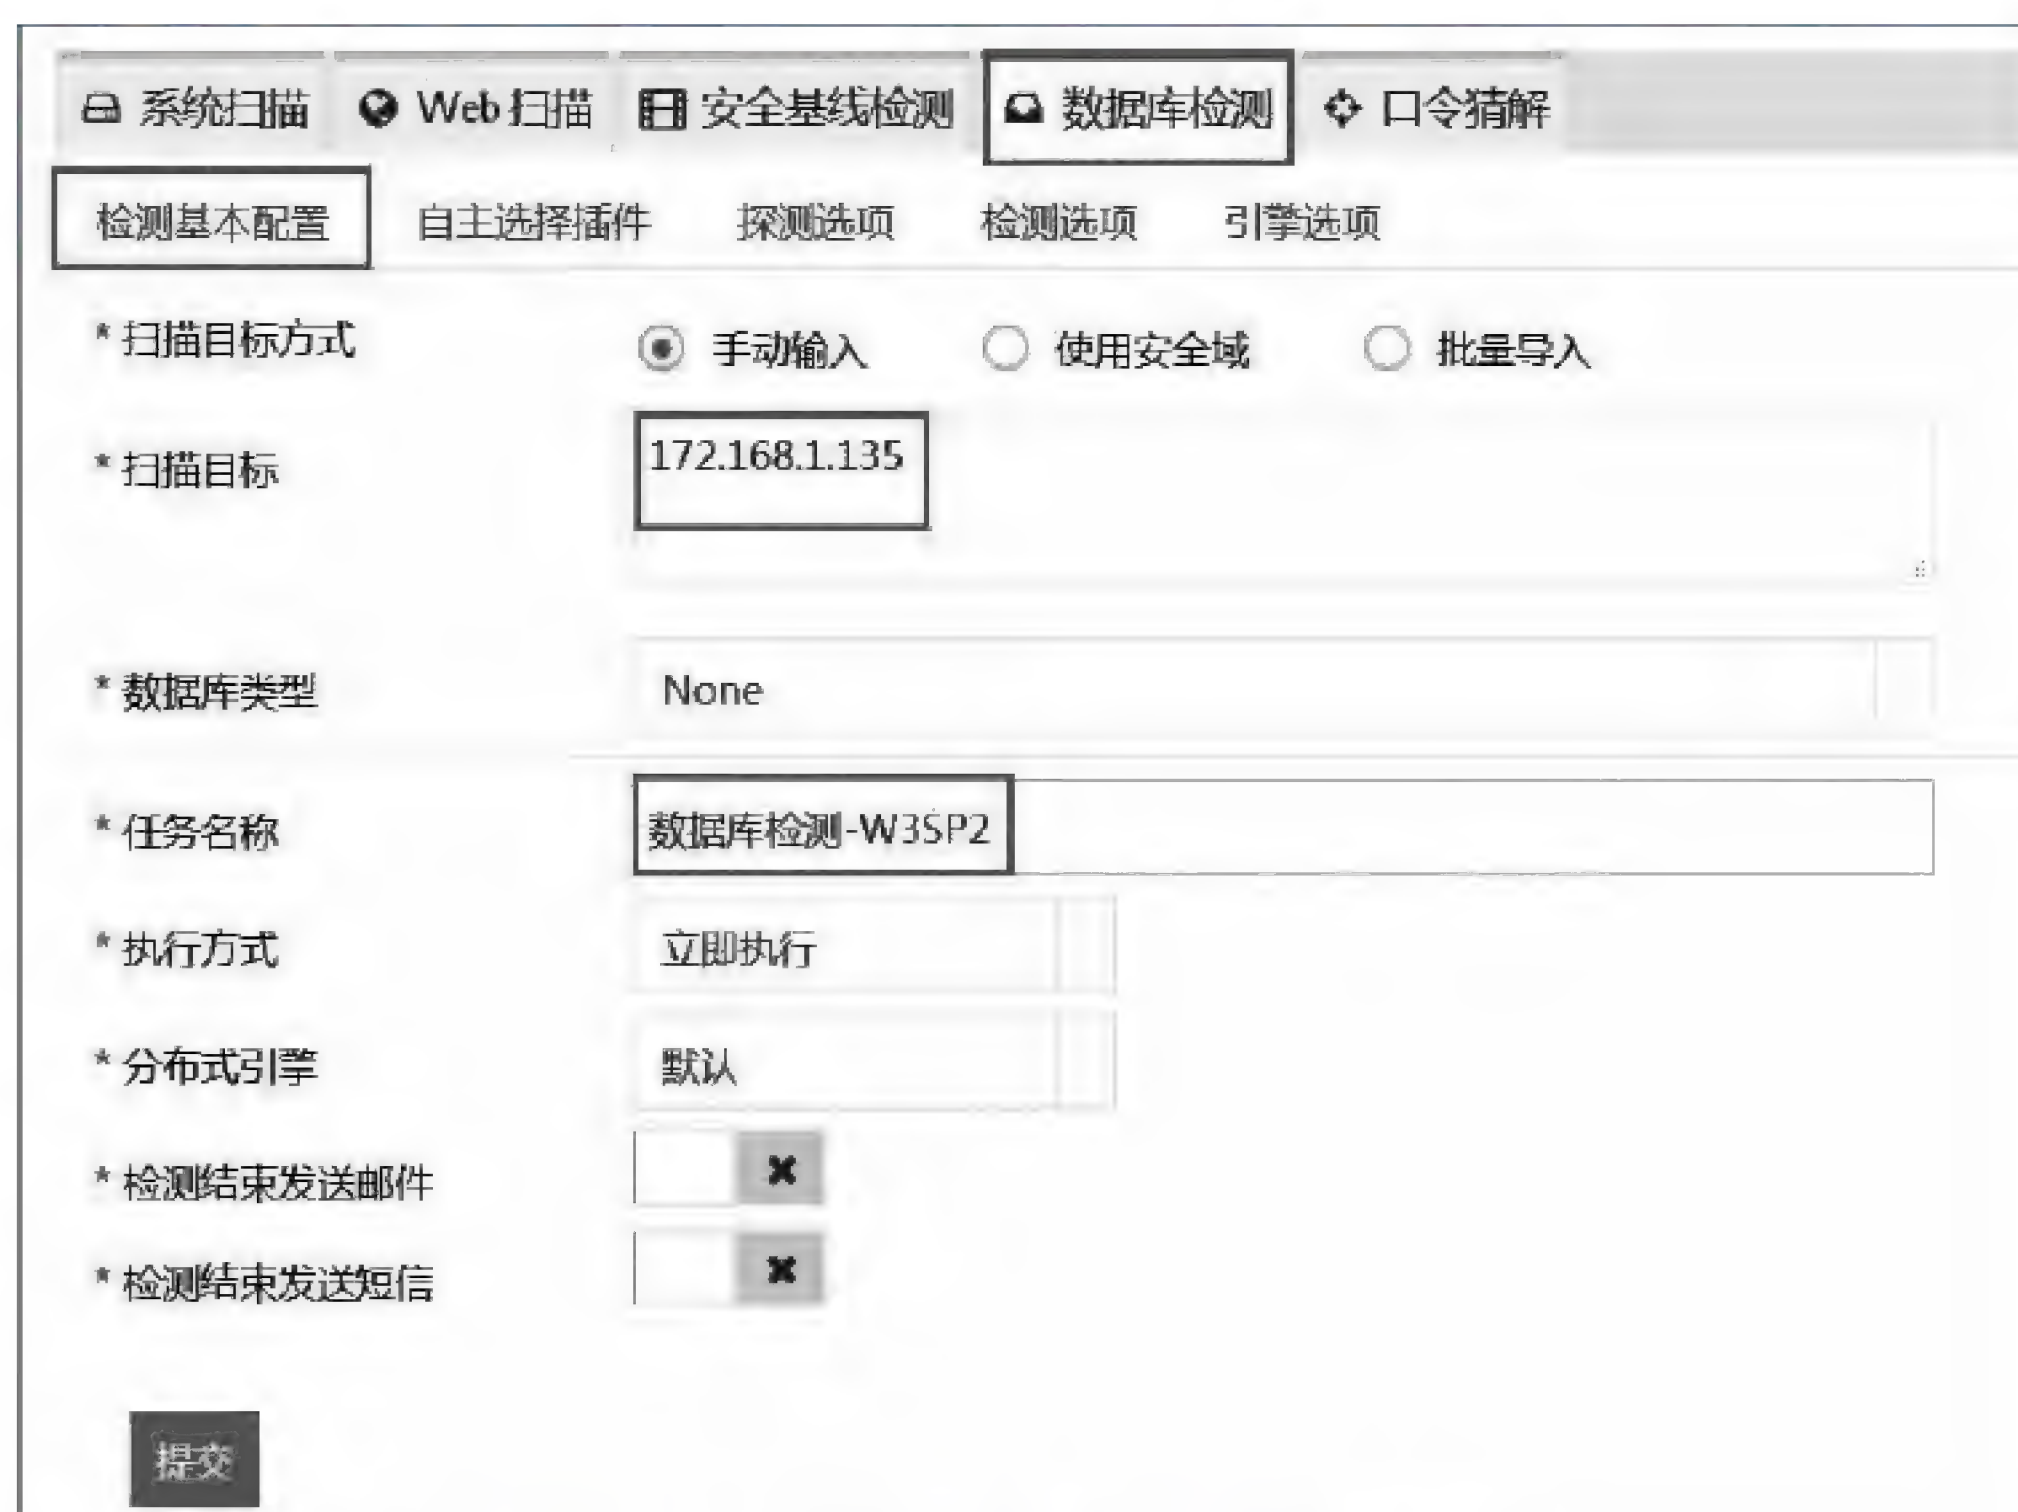 系统扫描 Web 扫描 安全基线检测 数据库检测 口令猜解
检测基本配置 自主选择插件 探测选项 检测选项 引擎选项
* 扫描目标方式 手动输入 使用安全域 批量导入
* 扫描目标 172.168.1.135
* 数据库类型 None
* 任务名称 数据库检测-W3SP2
* 执行方式 立即执行
* 分布式引擎 默认
* 检测结束发送邮件
* 检测结束发送短信
提交